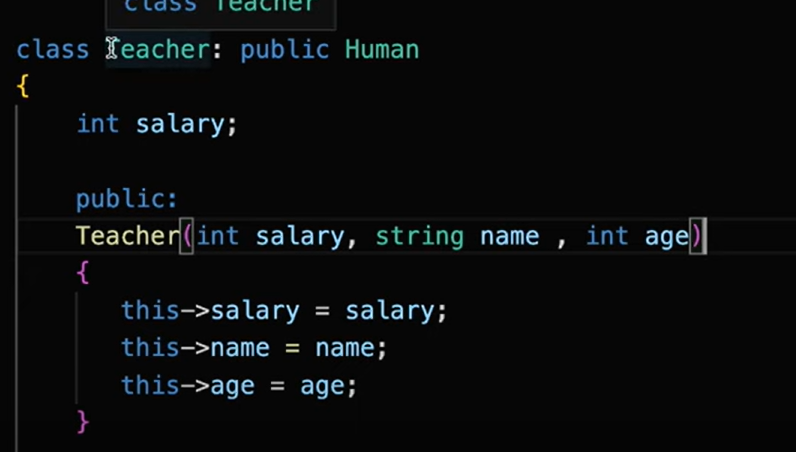 class Teacher
class Teacher: public Human
{
int salary;
public:
Teacher(int salary, string name , int age)
{
this->salary = salary;
this->name = name;
this->age = age;
}